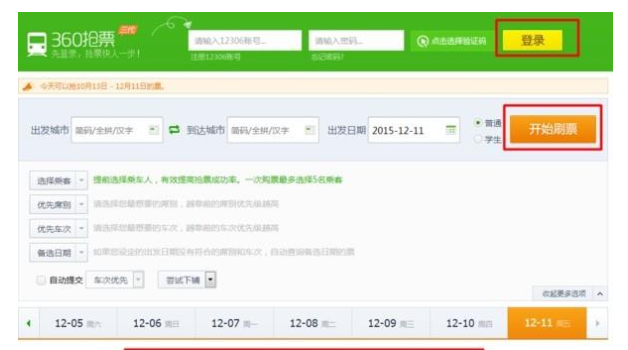 360抢票 三代
先登录，抢票快人一步！
请输入12306账号... 请输入密码... 点击选择验证码 登录
注册12306账号 忘记密码?
今天可以抢10月13日 - 12月11日的票。
出发城市 简码/全拼/汉字 到达城市 简码/全拼/汉字 出发日期 2015-12-11 普通 学生 开始刷票
选择乘客 提前选择乘车人，有效提高抢票成功率。一次购票最多选择5名乘客
优先席别 请选择您最想要的席别，越靠前的席别优先级越高
优先车次 请选择您最想要的车次，越靠前的车次优先级越高
备选日期 如果您设定的出发日期没有符合的席别和车次，自动查询备选日期的票
自动提交 车次优先 尝试下铺
收起更多选项
12-05 周六 12-06 周日 12-07 周一 12-08 周二 12-09 周三 12-10 周四 12-11 周五